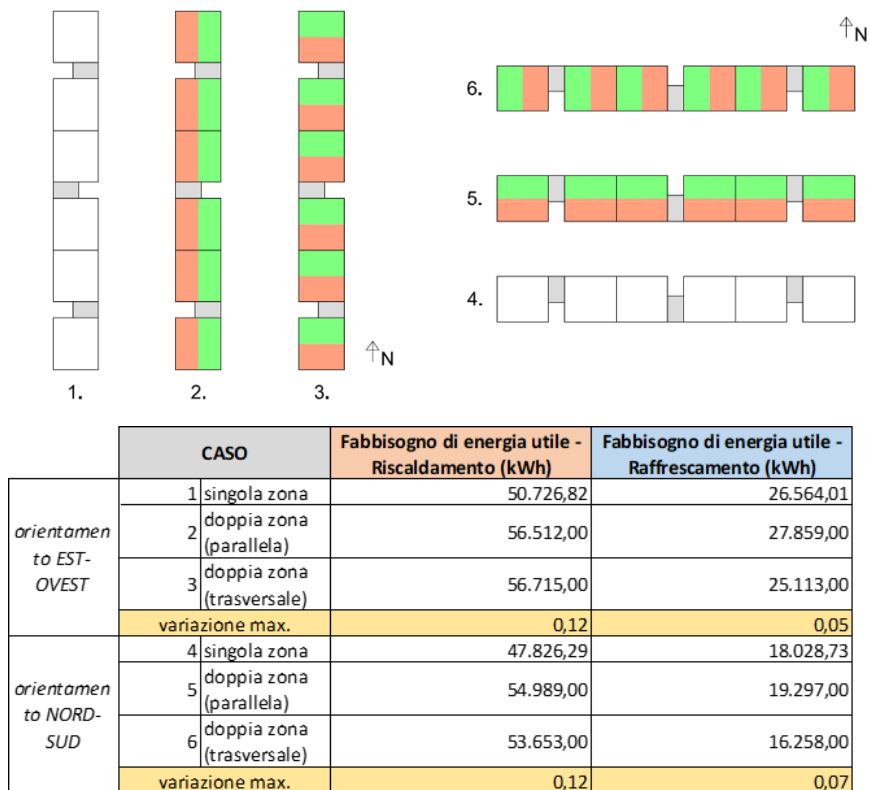 N
6.
5.
4.
N
1.
2.
3.
CASO
Fabbisogno di energia utile -
Riscaldamento (kWh)
Fabbisogno di energia utile -
Raffrescamento (kWh)
orientamen
to EST-
OVEST
1 singola zona 50.726,82 26.564,01
2 doppia zona
(parallela)
56.512,00 27.859,00
3 doppia zona
(trasversale)
56.715,00 25.113,00
variazione max. 0,12 0,05
orientamen
to NORD-
SUD
4 singola zona 47.826,29 18.028,73
5 doppia zona
(parallela)
54.989,00 19.297,00
6 doppia zona
(trasversale)
53.653,00 16.258,00
variazione max. 0,12 0,07